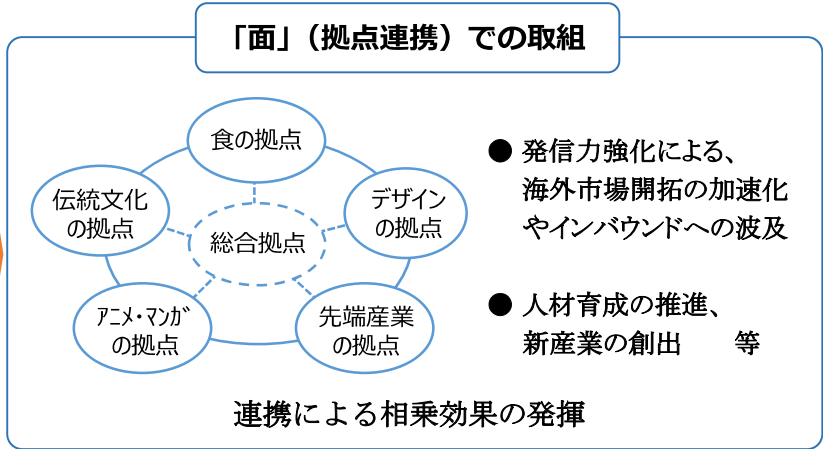 「面」（拠点連携）での取組
食の拠点
伝統文化
の拠点
デザイン
の拠点
総合拠点
ｱﾆﾒ・ﾏﾝｶﾞ
の拠点
先端産業
の拠点
● 発信力強化による、
海外市場開拓の加速化
やインバウンドへの波及
● 人材育成の推進、
新産業の創出　　等
連携による相乗効果の発揮